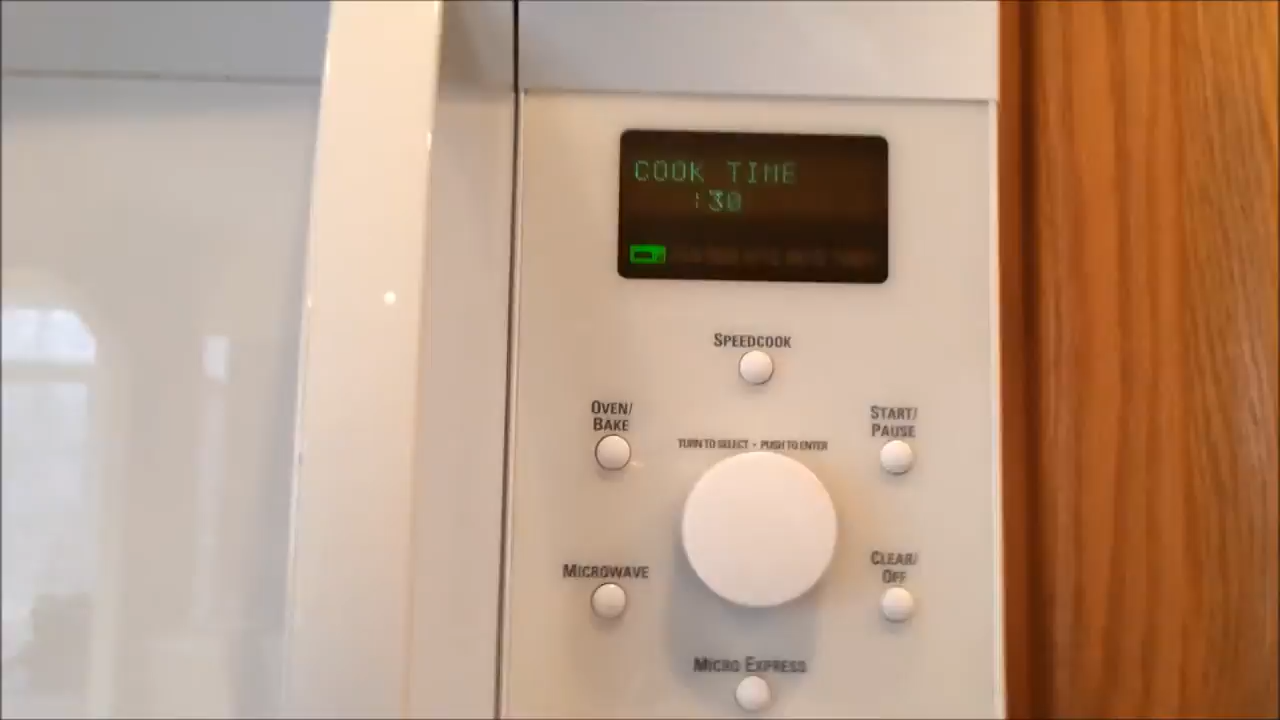 COOK TIME
:30
SPEEDCOOK
OVEN/
BAKE
START/
PAUSE
TURN TO SELECT • PUSH TO ENTER
MICROWAVE
CLEAR/
OFF
MICRO EXPRESS